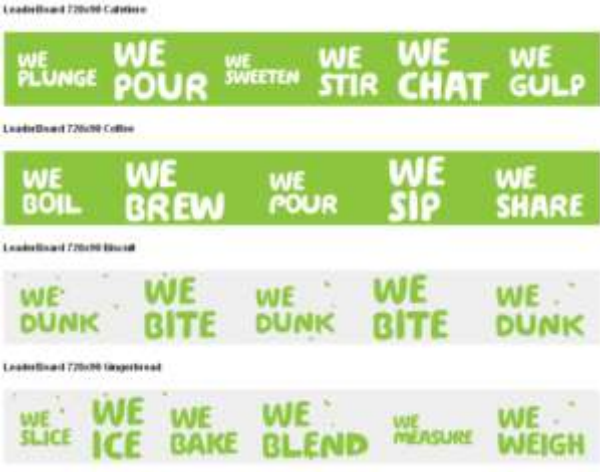 LeaderBoard 728x90 Cafetiere
WE PLUNGE WE POUR WE SWEETEN WE STIR WE CHAT WE GULP
LeaderBoard 728x90 Coffee
WE BOIL WE BREW WE POUR WE SIP WE SHARE
LeaderBoard 728x90 Biscuit
WE DUNK WE BITE WE DUNK WE BITE WE DUNK
LeaderBoard 728x90 Gingerbread
WE SLICE WE ICE WE BAKE WE BLEND WE MEASURE WE WEIGH